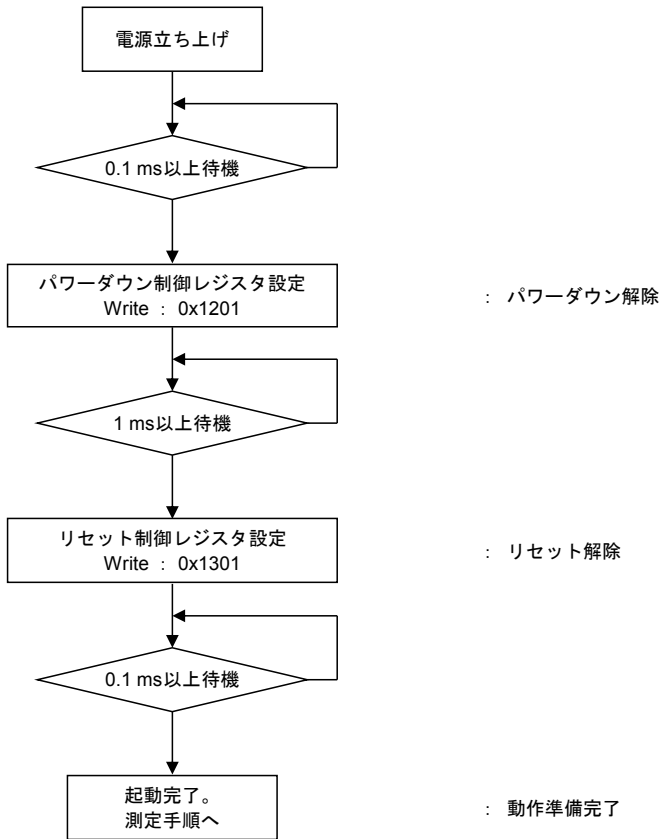 電源立ち上げ
0.1 ms以上待機
パワーダウン制御レジスタ設定
Write : 0x1201
: パワーダウン解除
1 ms以上待機
リセット制御レジスタ設定
Write : 0x1301
: リセット解除
0.1 ms以上待機
起動完了。
測定手順へ
: 動作準備完了